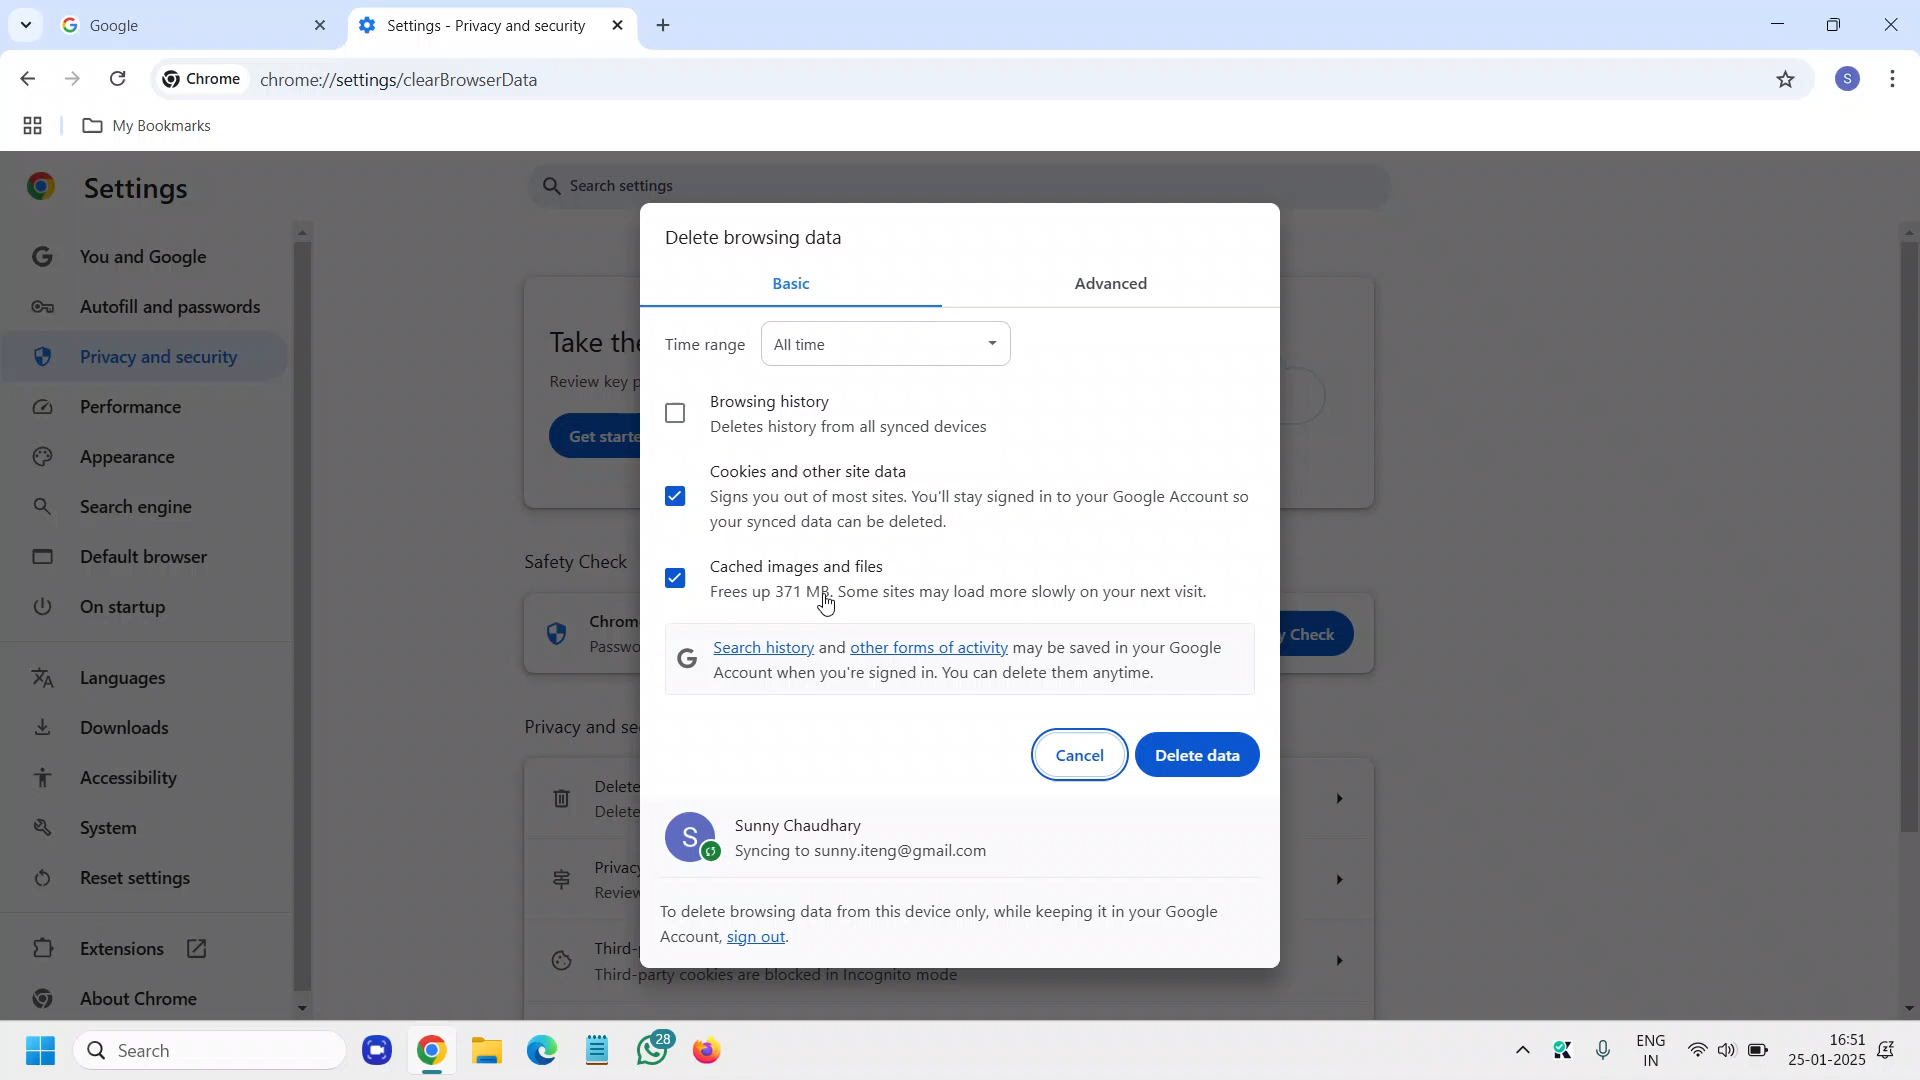 Google
Settings - Privacy and security
Chrome
chrome://settings/clearBrowserData
S
My Bookmarks
Settings
Search settings
You and Google
Autofill and passwords
Privacy and security
Performance
Appearance
Search engine
Default browser
On startup
Languages
Downloads
Accessibility
System
Reset settings
Extensions
About Chrome
Take the
Review key p
Get starte
Safety Check
Chrom
Passwo
y Check
Privacy and se
Delete
Delete
Privacy
Review
Third-p
Third-party cookies are blocked in Incognito mode
Delete browsing data
Basic
Advanced
Time range
All time
Browsing history
Deletes history from all synced devices
Cookies and other site data
Signs you out of most sites. You'll stay signed in to your Google Account so
your synced data can be deleted.
Cached images and files
Frees up 371 MB. Some sites may load more slowly on your next visit.
G
Search history and other forms of activity may be saved in your Google
Account when you're signed in. You can delete them anytime.
Cancel
Delete data
S
Sunny Chaudhary
Syncing to sunny.iteng@gmail.com
To delete browsing data from this device only, while keeping it in your Google
Account, sign out.
Search
28
ENG
IN
16:51
25-01-2025